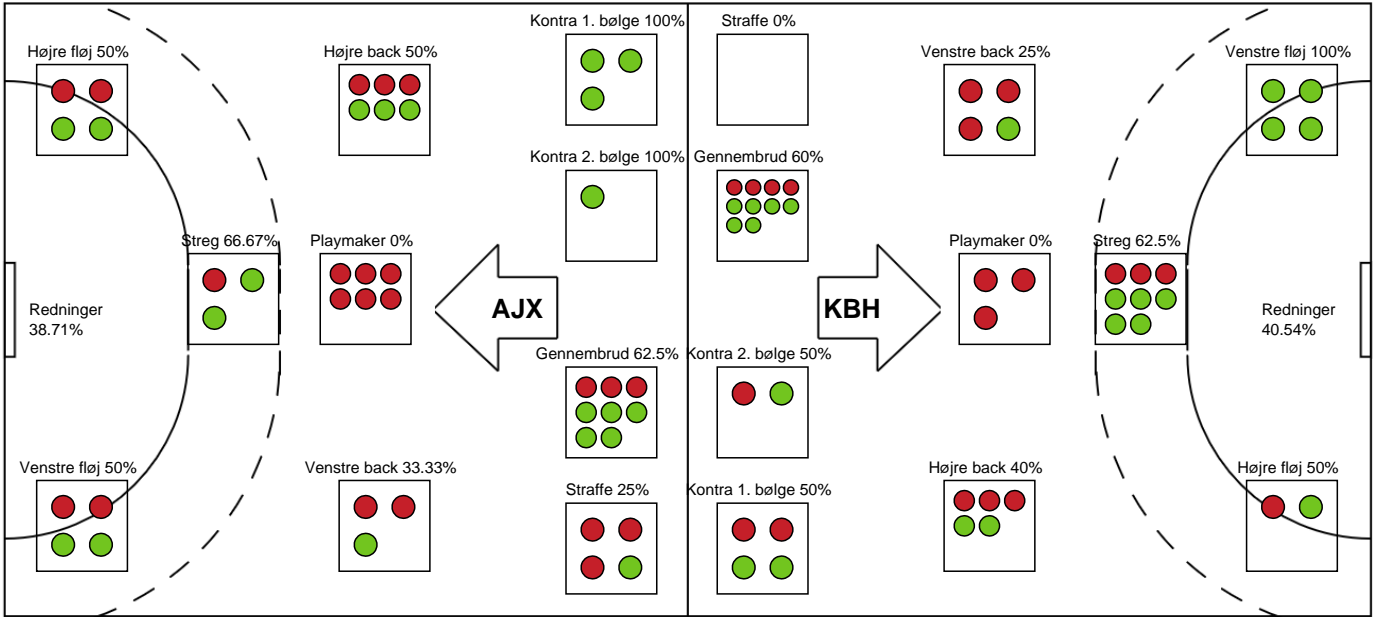 Kontra 1. bølge 100%
Straffe 0%
Højre fløj 50%
Højre back 50%
Venstre back 25%
Venstre fløj 100%
Kontra 2. bølge 100%
Gennembrud 60%
Streg 66.67%
Playmaker 0%
Playmaker 0%
Streg 62.5%
Redninger
38.71%
AJX
KBH
Redninger
40.54%
Gennembrud 62.5%
Kontra 2. bølge 50%
Venstre fløj 50%
Venstre back 33.33%
Højre back 40%
Højre fløj 50%
Straffe 25%
Kontra 1. bølge 50%